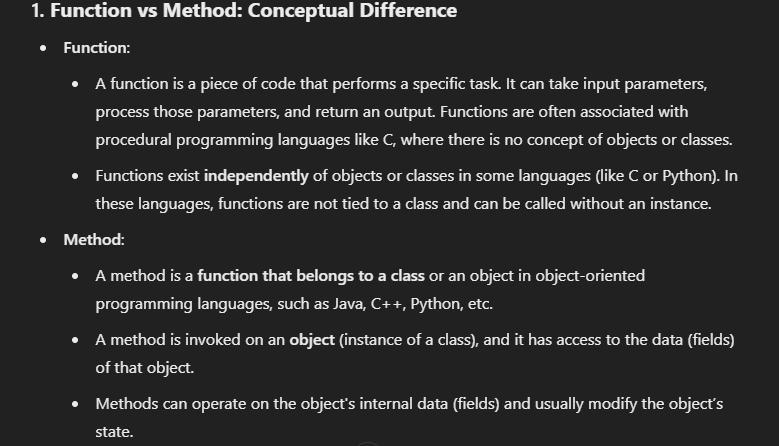 1. Function vs Method: Conceptual Difference
• Function:
• A function is a piece of code that performs a specific task. It can take input parameters,
process those parameters, and return an output. Functions are often associated with
procedural programming languages like C, where there is no concept of objects or classes.
• Functions exist independently of objects or classes in some languages (like C or Python). In
these languages, functions are not tied to a class and can be called without an instance.
• Method:
• A method is a function that belongs to a class or an object in object-oriented
programming languages, such as Java, C++, Python, etc.
• A method is invoked on an object (instance of a class), and it has access to the data (fields)
of that object.
• Methods can operate on the object's internal data (fields) and usually modify the object's
state.